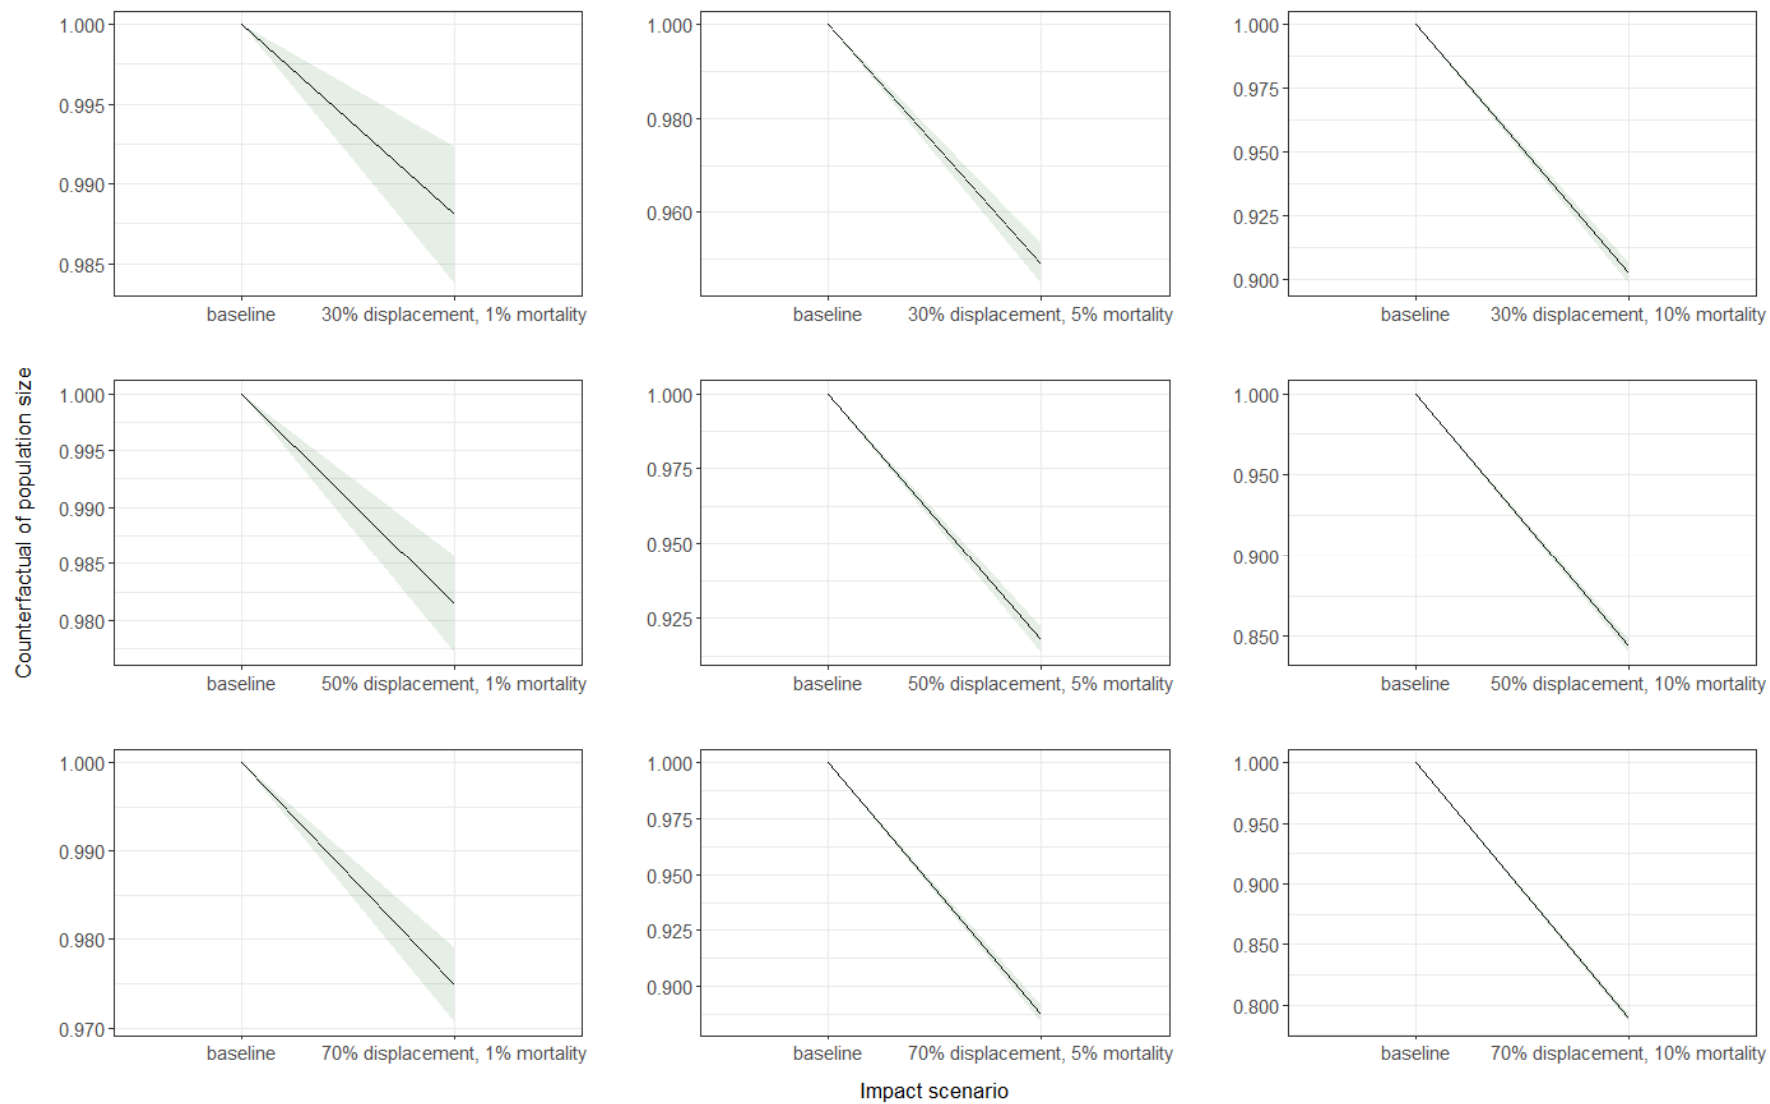 1.000
0.995
0.990
0.985
baseline
30% displacement, 1% mortality
1.000
0.980
0.960
baseline
30% displacement, 5% mortality
1.000
0.975
0.950
0.925
0.900
baseline
30% displacement, 10% mortality
Counterfactual of population size
1.000
0.995
0.990
0.985
0.980
baseline
50% displacement, 1% mortality
1.000
0.975
0.950
0.925
baseline
50% displacement, 5% mortality
1.000
0.950
0.900
0.850
baseline
50% displacement, 10% mortality
1.000
0.990
0.980
0.970
baseline
70% displacement, 1% mortality
1.000
0.975
0.950
0.925
0.900
baseline
70% displacement, 5% mortality
1.000
0.950
0.900
0.850
0.800
baseline
70% displacement, 10% mortality
Impact scenario